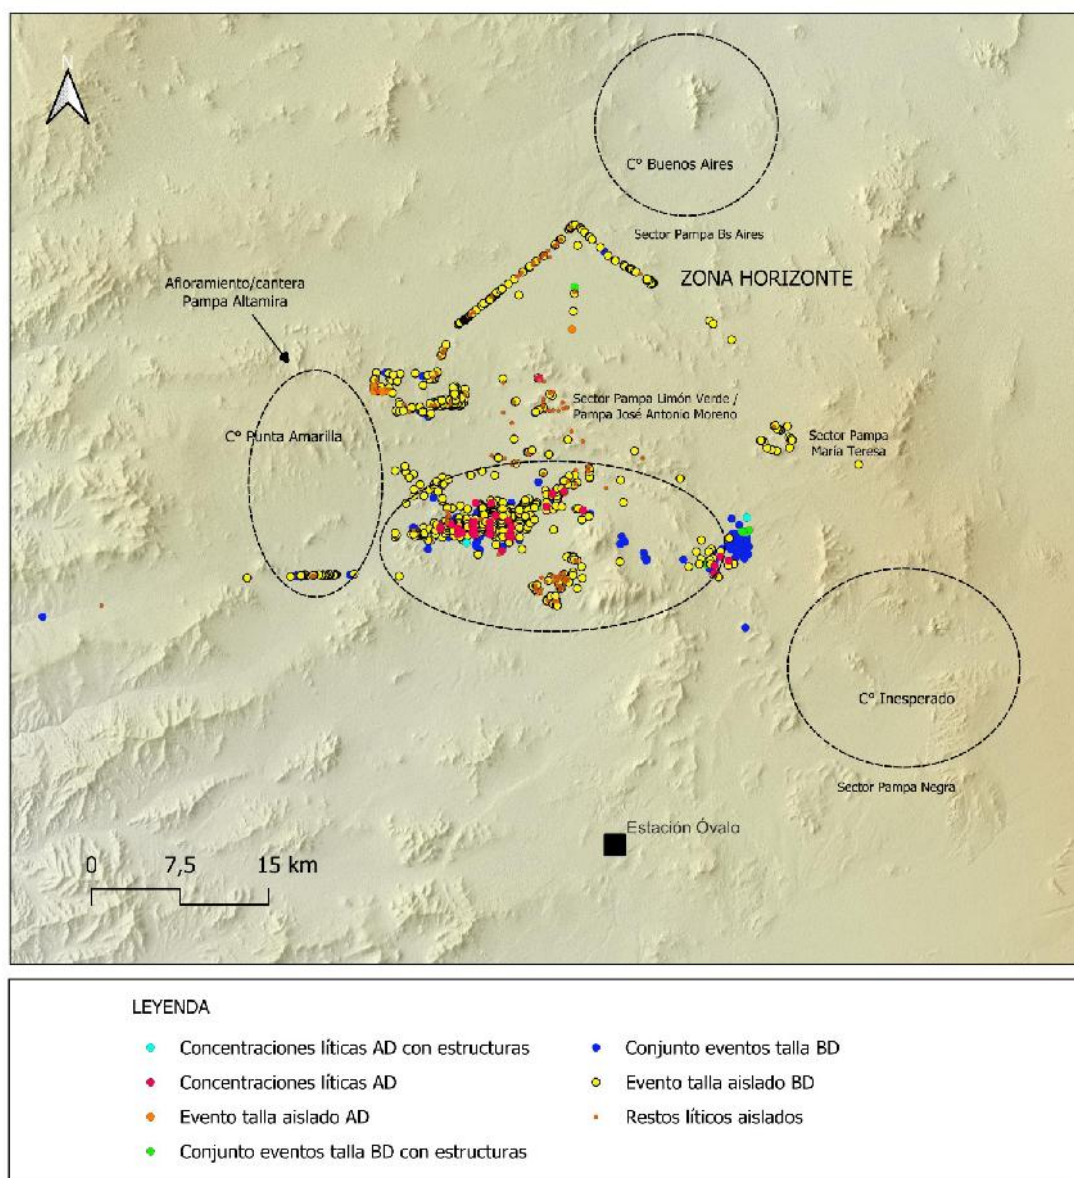 N
C° Buenos Aires
Sector Pampa Bs Aires
ZONA HORIZONTE
Afloramiento/cantera
Pampa Altamira
Sector Pampa Limón Verde /
Pampa José Antonio Moreno
C° Punta Amarilla
Sector Pampa
María Teresa
C° Inesperado
Sector Pampa Negra
Estación Óvalo
0 7,5 15 km
LEYENDA
Concentraciones líticas AD con estructuras
Concentraciones líticas AD
Evento talla aislado AD
Conjunto eventos talla BD con estructuras
Conjunto eventos talla BD
Evento talla aislado BD
Restos líticos aislados